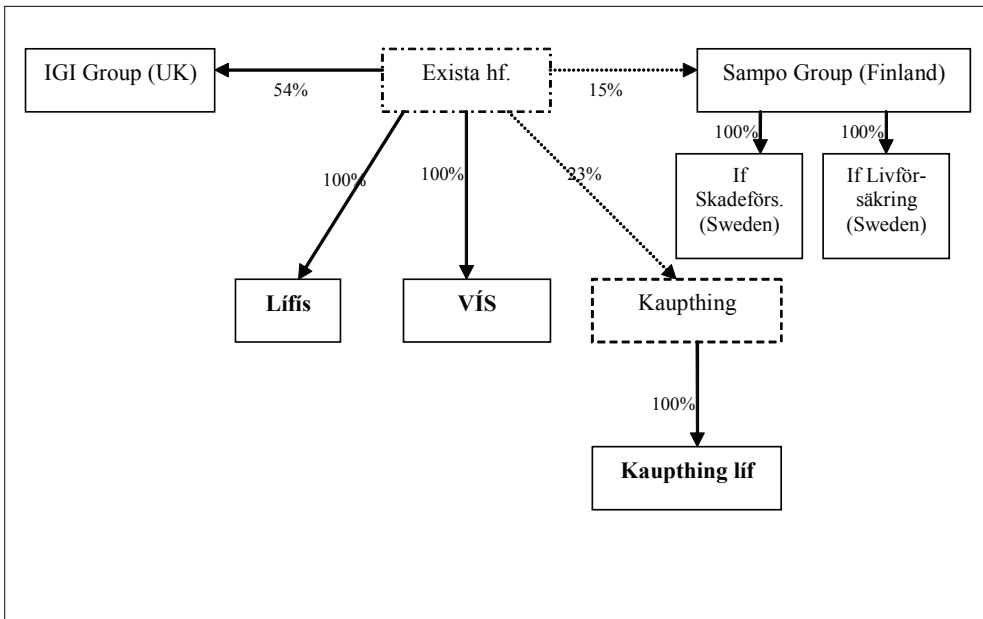 IGI Group (UK)
Exista hf.
Sampo Group (Finland)
54%
15%
100%
100%
If
Skadeförs.
(Sweden)
If Livför-
säkring
(Sweden)
100%
100%
23%
Lífís
VÍS
Kaupthing
100%
Kaupthing líf